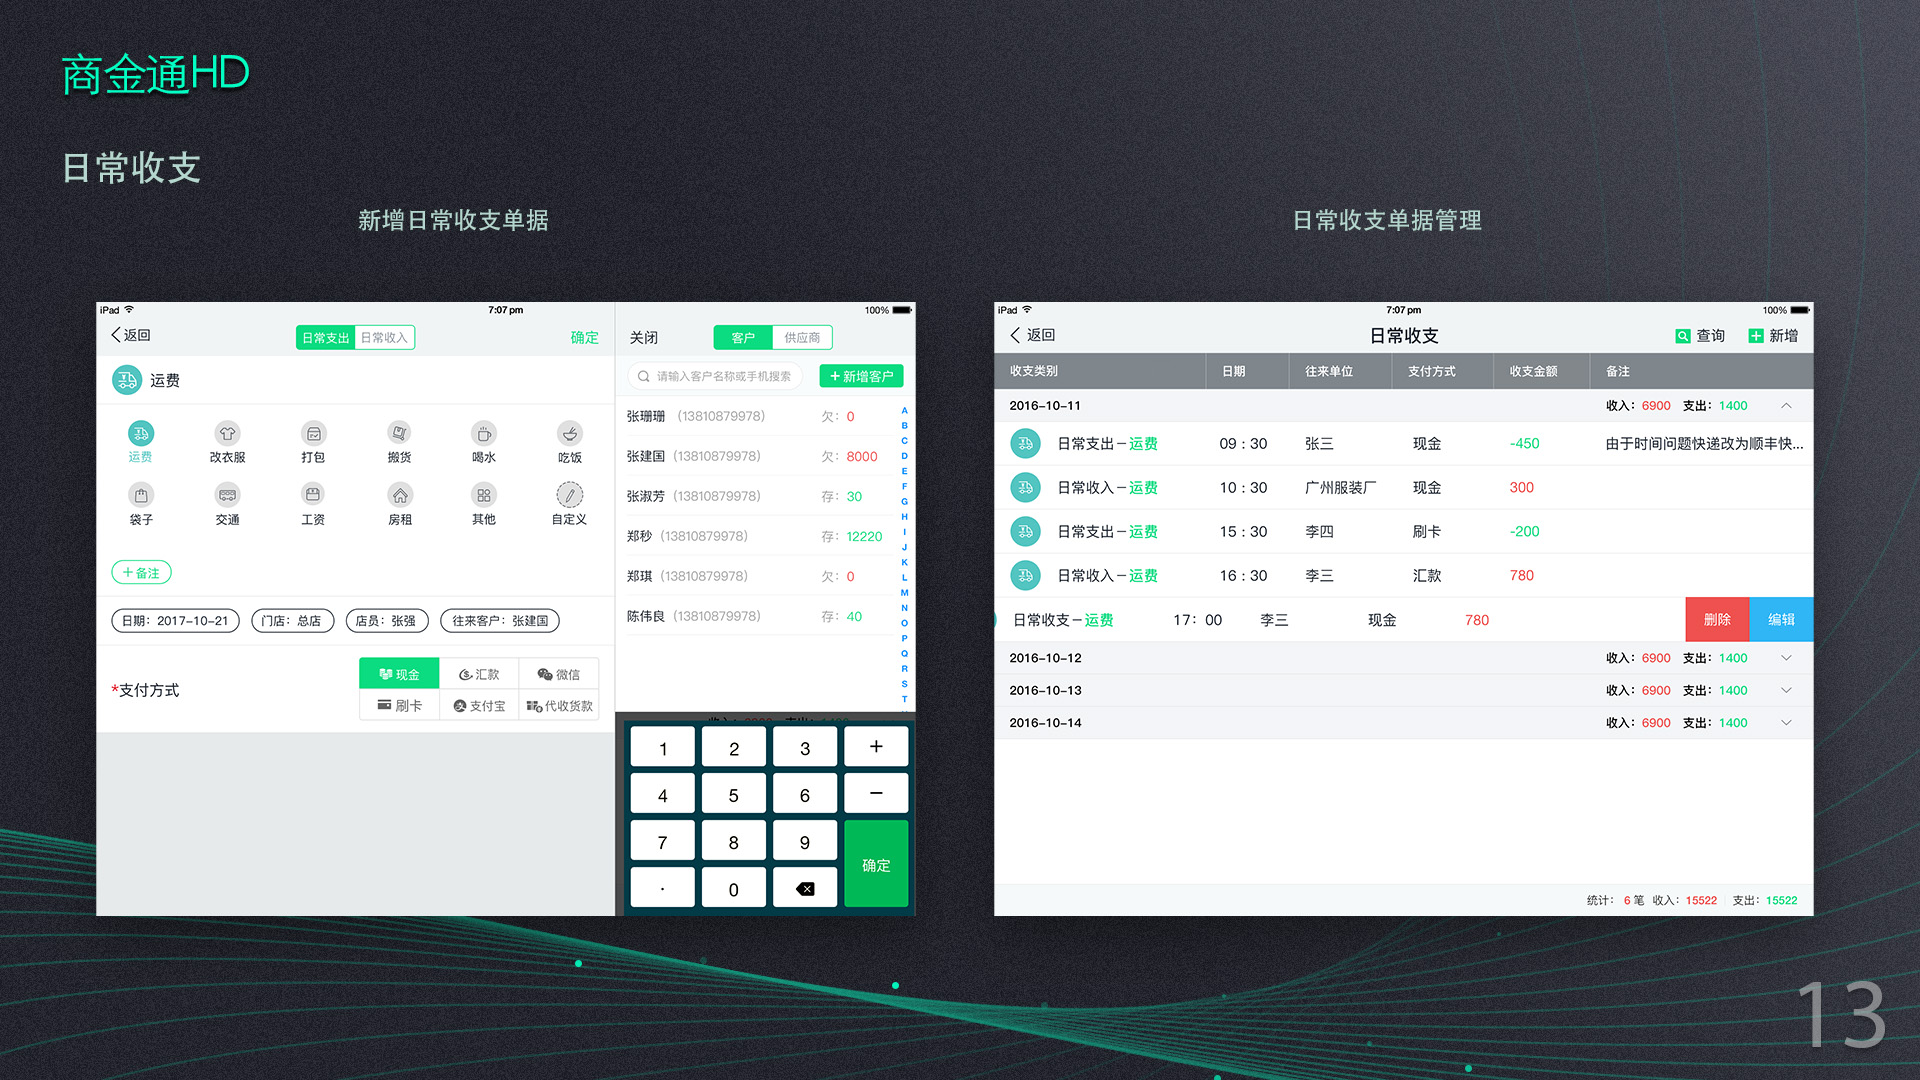 商金通HD
日常收支
新增日常收支单据
iPad 7:07 pm 100%
返回 日常支出 日常收入 确定
关闭 客户 供应商
运费
请输入客户名称或手机搜索 +新增客户
运费 改衣服 打包 搬货 喝水 吃饭
袋子 交通 工资 房租 其他 自定义
+备注
日期：2017-10-21 门店：总店 店员：张强 往来客户：张建国
*支付方式
现金 汇款 微信
刷卡 支付宝 代收货款
张珊珊 (13810879978) 欠：0
张建国 (13810879978) 欠：8000
张淑芳 (13810879978) 存：30
郑秒 (13810879978) 存：12220
郑琪 (13810879978) 欠：0
陈伟良 (13810879978) 存：40
A
B
C
D
E
F
G
H
I
J
K
L
M
N
O
P
Q
R
S
T
1 2 3 +
4 5 6 −
7 8 9
· 0
确定
日常收支单据管理
iPad 7:07 pm 100%
返回 日常收支 查询 新增
收支类别 日期 往来单位 支付方式 收支金额 备注
2016-10-11 收入：6900 支出：1400
日常支出-运费 09：30 张三 现金 -450 由于时间问题快递改为顺丰快...
日常收入-运费 10：30 广州服装厂 现金 300
日常支出-运费 15：30 李四 刷卡 -200
日常收入-运费 16：30 李三 汇款 780
日常收支-运费 17：00 李三 现金 780 删除 编辑
2016-10-12 收入：6900 支出：1400
2016-10-13 收入：6900 支出：1400
2016-10-14 收入：6900 支出：1400
统计：6 笔 收入：15522 支出：15522
13